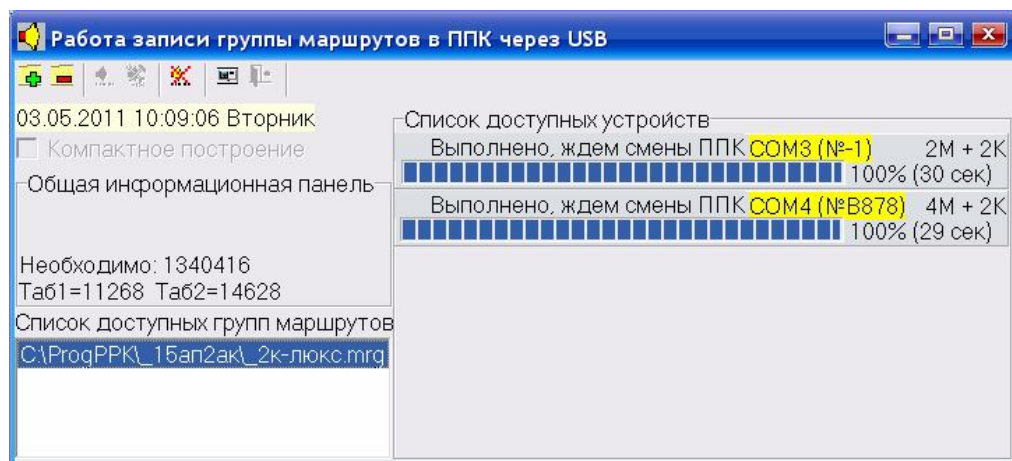 Работа записи группы маршрутов в ППК через USB
03.05.2011 10:09:06 Вторник
Компактное построение
Общая информационная панель
Необходимо: 1340416
Таб1=11268 Таб2=14628
Список доступных групп маршрутов
C:\ProgPPK\_15ап2ак\_2к-люкс.mrg
Список доступных устройств
Выполнено, ждем смены ППК COM3 (№-1) 2M + 2K
100% (30 сек)
Выполнено, ждем смены ППК COM4 (№B878) 4M + 2K
100% (29 сек)